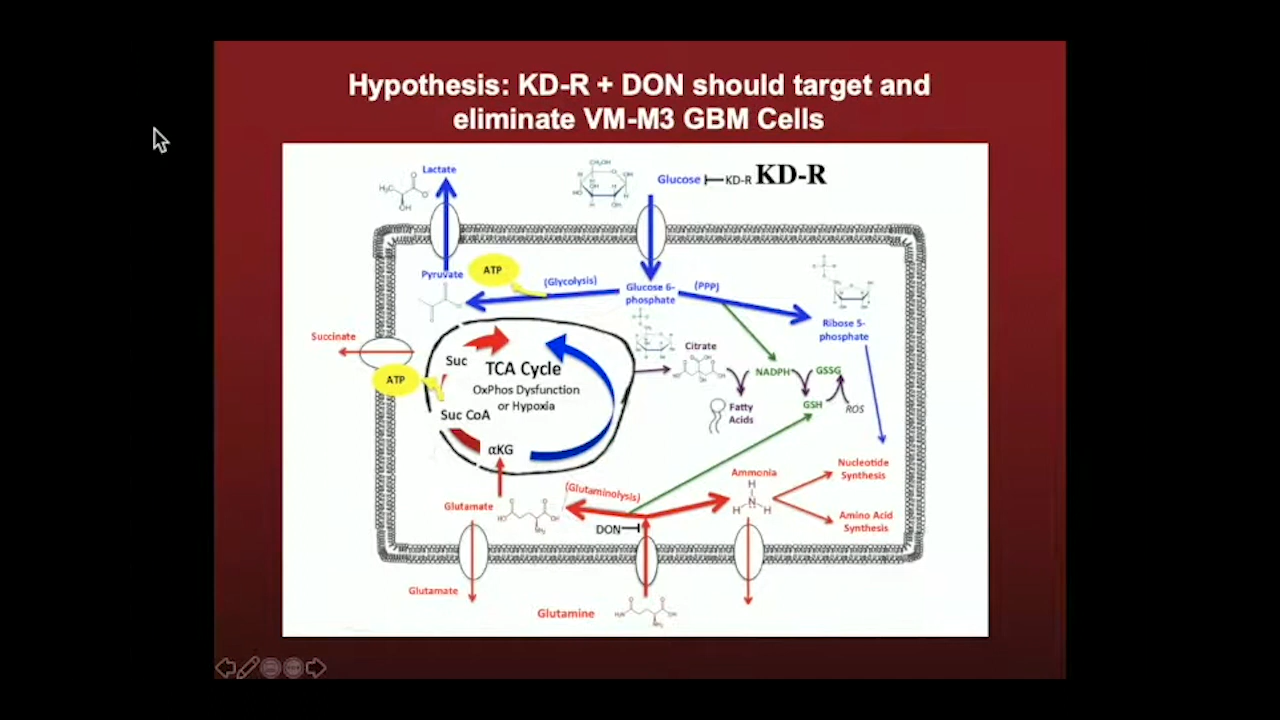 Hypothesis: KD-R + DON should target and
eliminate VM-M3 GBM Cells
Lactate
Glucose
KD-R
KD-R
Pyruvate
ATP
(Glycolysis)
Glucose 6-
phosphate
(PPP)
Ribose 5-
phosphate
Succinate
ATP
Suc
TCA Cycle
OxPhos Dysfunction
or Hypoxia
Suc CoA
αKG
Citrate
NADPH
GSSG
GSH
ROS
Fatty
Acids
Nucleotide
Synthesis
Ammonia
Amino Acid
Synthesis
Glutamate
(Glutaminolysis)
DON
Glutamate
Glutamine